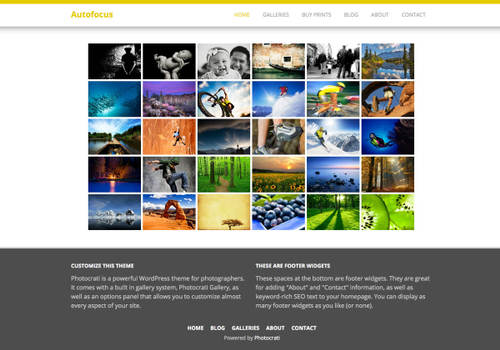 Autofocus
HOME GALLERIES BUY PRINTS BLOG ABOUT CONTACT
CUSTOMIZE THIS THEME
Photocrati is a powerful WordPress theme for photographers.
It comes with a built in gallery system, Photocrati Gallery, as
well as an options panel that allows you to customize almost
every aspect of your site.
THESE ARE FOOTER WIDGETS
These spaces at the bottom are footer widgets. They are great
for adding "About" and "Contact" information, as well as
keyword-rich SEO text to your homepage. You can display as
many footer widgets as you like (or none).
HOME BLOG GALLERIES ABOUT CONTACT
Powered by Photocrati